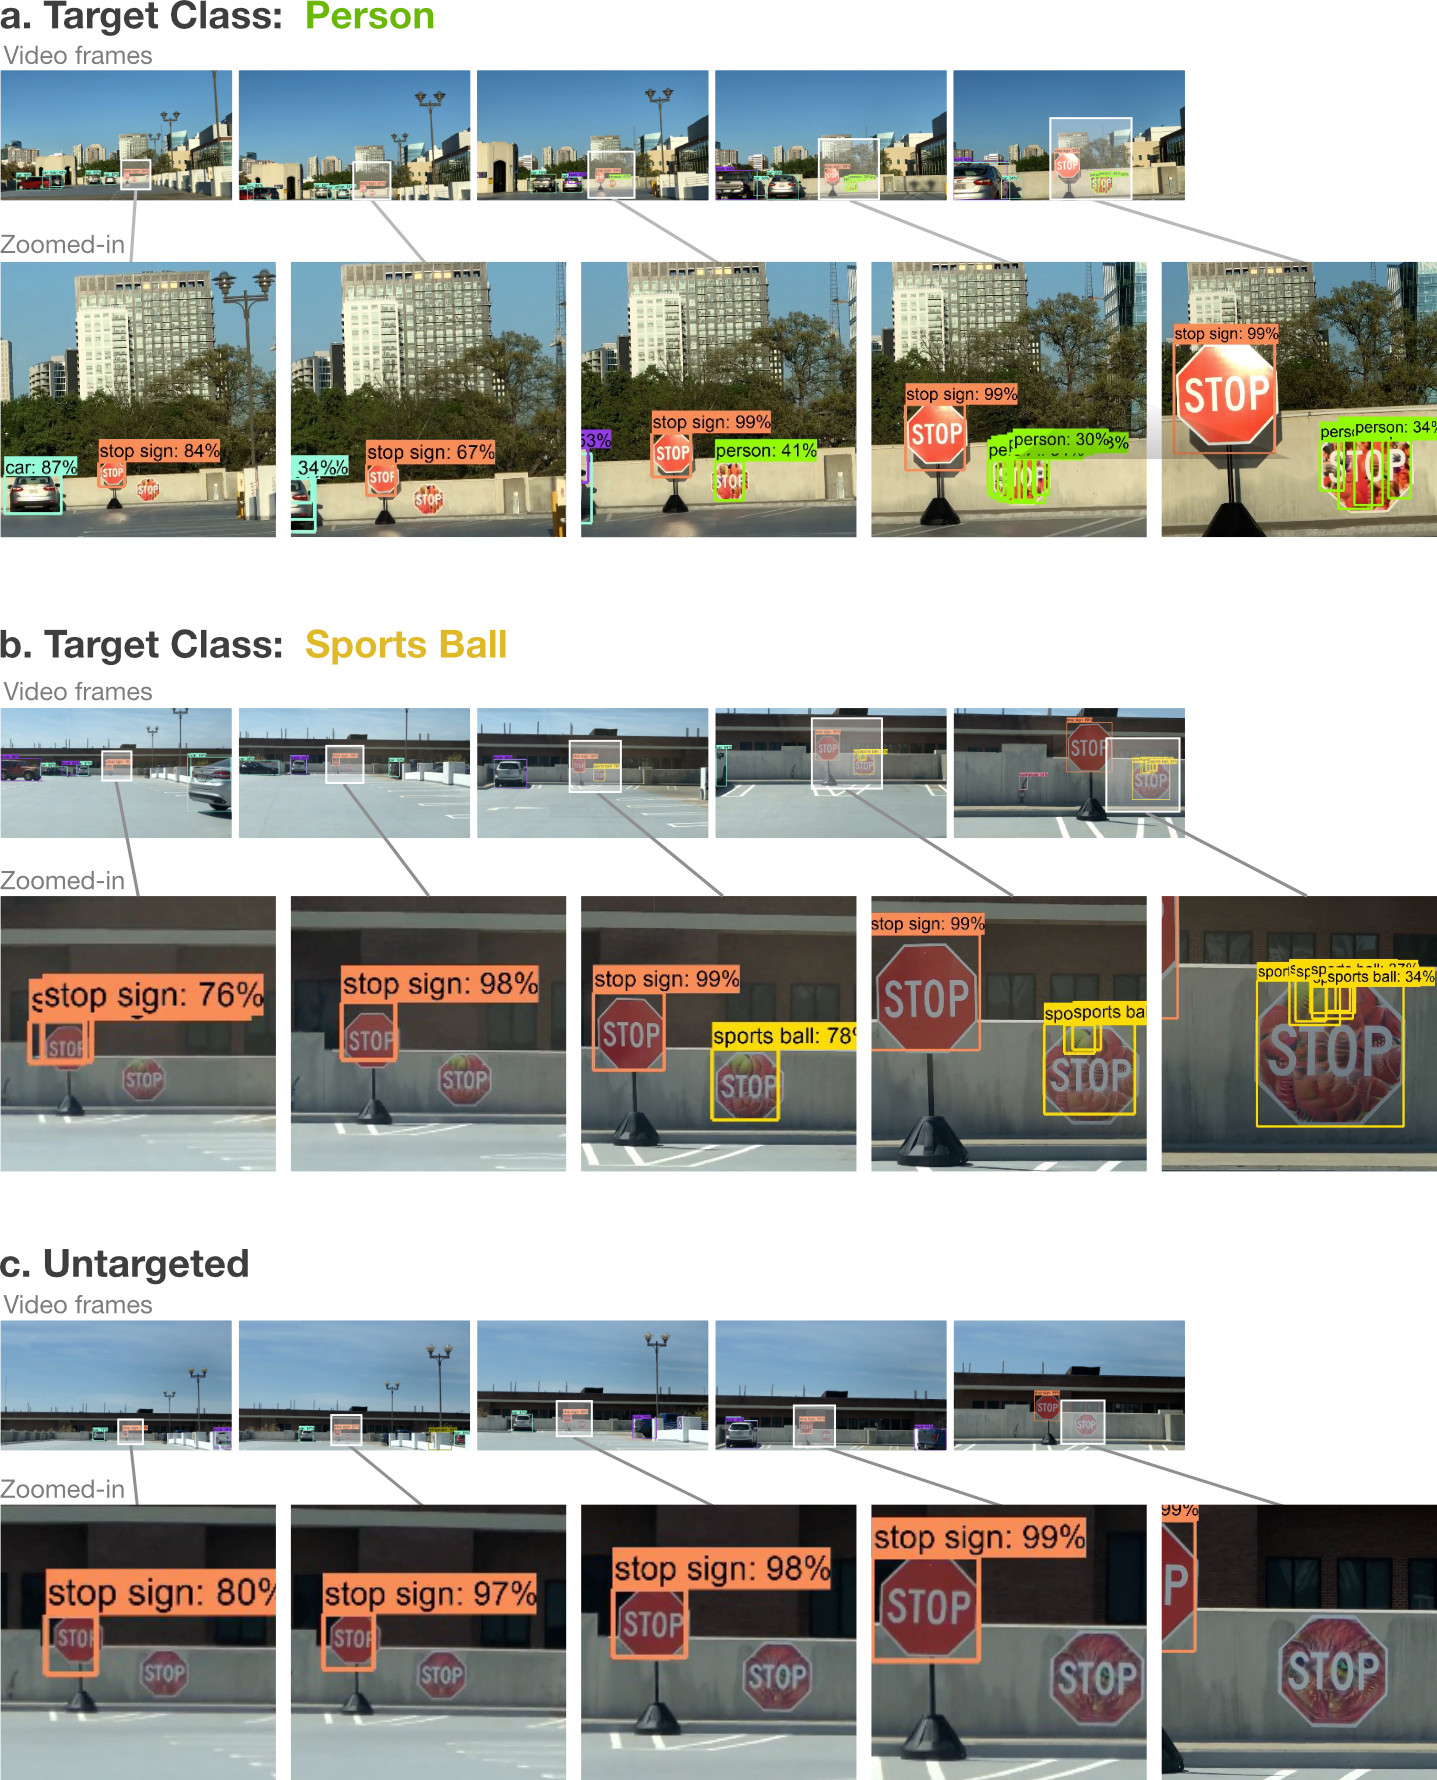 a. Target Class: Person
Video frames
Zoomed-in
car: 87%
stop sign: 84%
STOP
STOP
34%%
stop sign: 67%
STOP
STOP
53%
stop sign: 99%
STOP
person: 41%
STOP
stop sign: 99%
STOP
person: 30%
stop sign: 99%
STOP
person: 34%
STOP
b. Target Class: Sports Ball
Video frames
Zoomed-in
stop sign: 76%
STOP
STOP
stop sign: 98%
STOP
STOP
stop sign: 99%
STOP
sports ball: 78%
STOP
stop sign: 99%
STOP
sports ba
STOP
sports ball: 34%
STOP
c. Untargeted
Video frames
Zoomed-in
stop sign: 80%
STOP
STOP
stop sign: 97%
STOP
STOP
stop sign: 98%
STOP
STOP
stop sign: 99%
STOP
STOP
99%
P
STOP